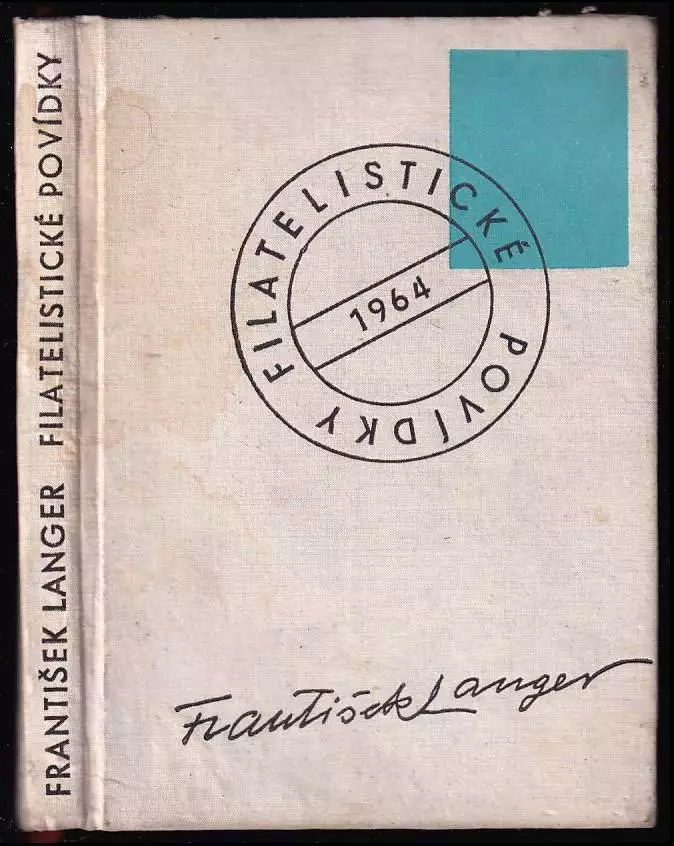 FRANTIŠEK LANGER FILATELISTICKÉ POVÍDKY
FILATELISTICKÉ POVÍDKY
1964
František Langer